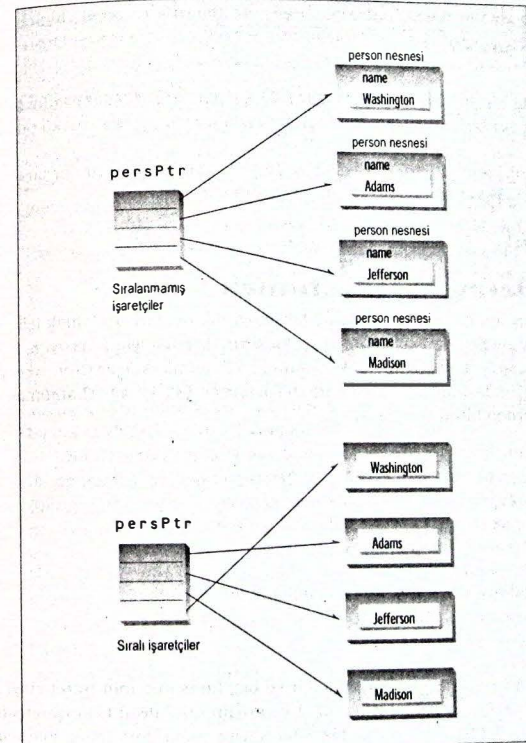 person nesnesi
name
Washington
person nesnesi
name
Adams
persPtr
person nesnesi
name
Jefferson
Sıralanmamış
işaretçiler
person nesnesi
name
Madison
Washington
persPtr
Adams
Jefferson
Sıralı işaretçiler
Madison